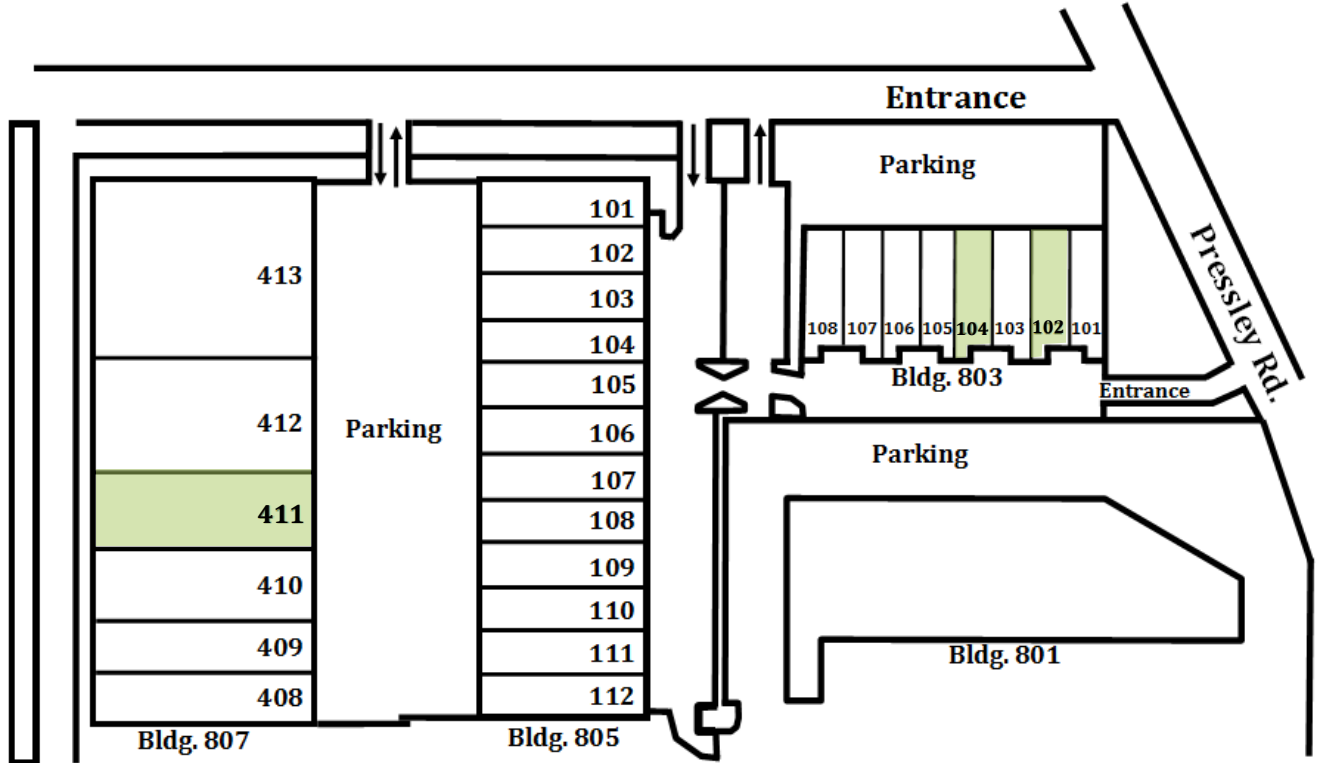 Entrance
Parking
Pressley Rd.
413
412
411
410
409
408
Bldg. 807
Parking
101
102
103
104
105
106
107
108
109
110
111
112
Bldg. 805
108 107 106 105 104 103 102 101
Bldg. 803
Entrance
Parking
Bldg. 801